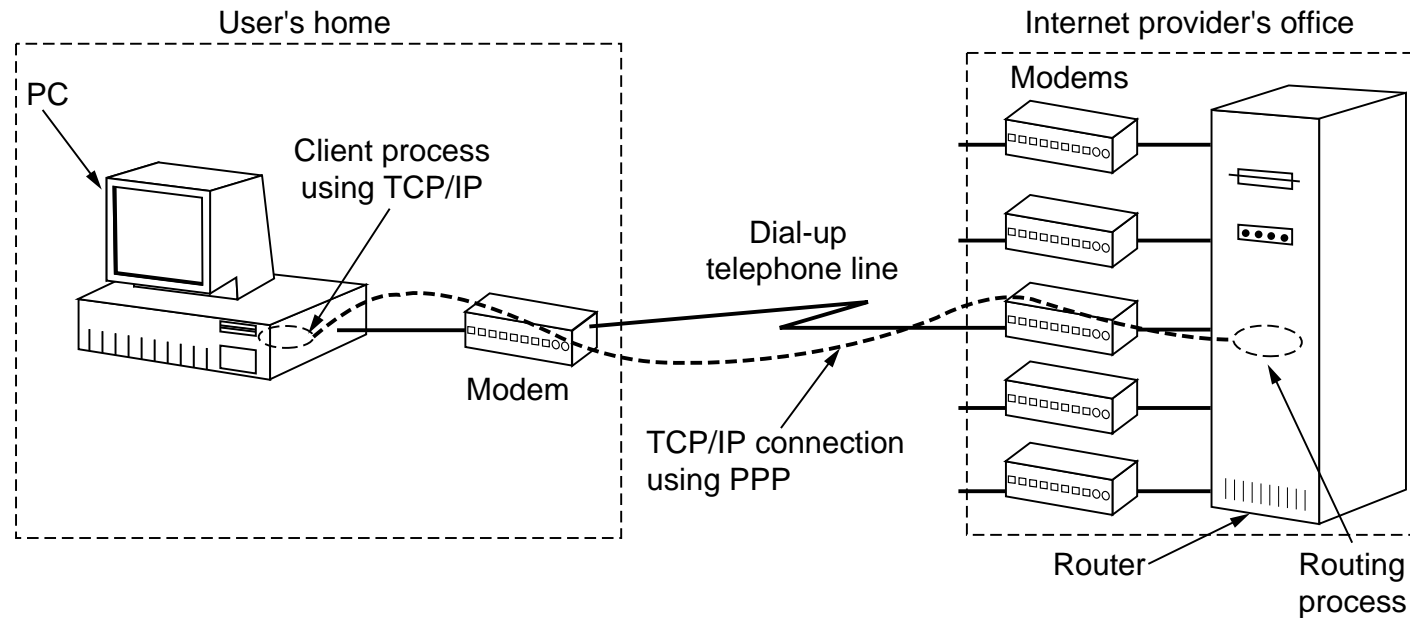 User's home
Internet provider's office
PC
Modems
Client process
using TCP/IP
Dial-up
telephone line
Modem
TCP/IP connection
using PPP
Router
Routing
process